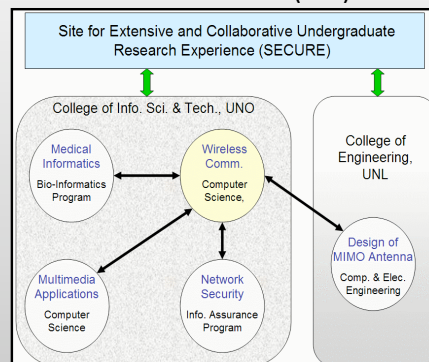 Site for Extensive and Collaborative Undergraduate
Research Experience (SECURE)
College of Info. Sci. & Tech., UNO
Medical
Informatics
Bio-Informatics
Program
Wireless
Comm.
Computer
Science,
College of
Engineering,
UNL
Design of
MIMO Antenna
Comp. & Elec.
Engineering
Multimedia
Applications
Computer
Science
Network
Security
Info. Assurance
Program